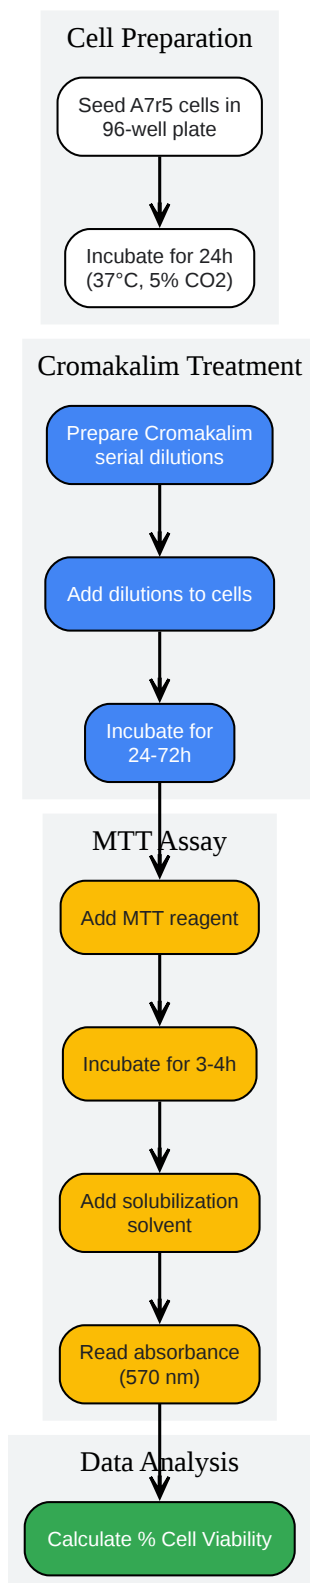 Cell Preparation
Seed A7r5 cells in
96-well plate
Incubate for 24h
(37°C, 5% CO2)
Cromakalim Treatment
Prepare Cromakalim
serial dilutions
Add dilutions to cells
Incubate for
24-72h
MTT Assay
Add MTT reagent
Incubate for 3-4h
Add solubilization
solvent
Read absorbance
(570 nm)
Data Analysis
Calculate % Cell Viability